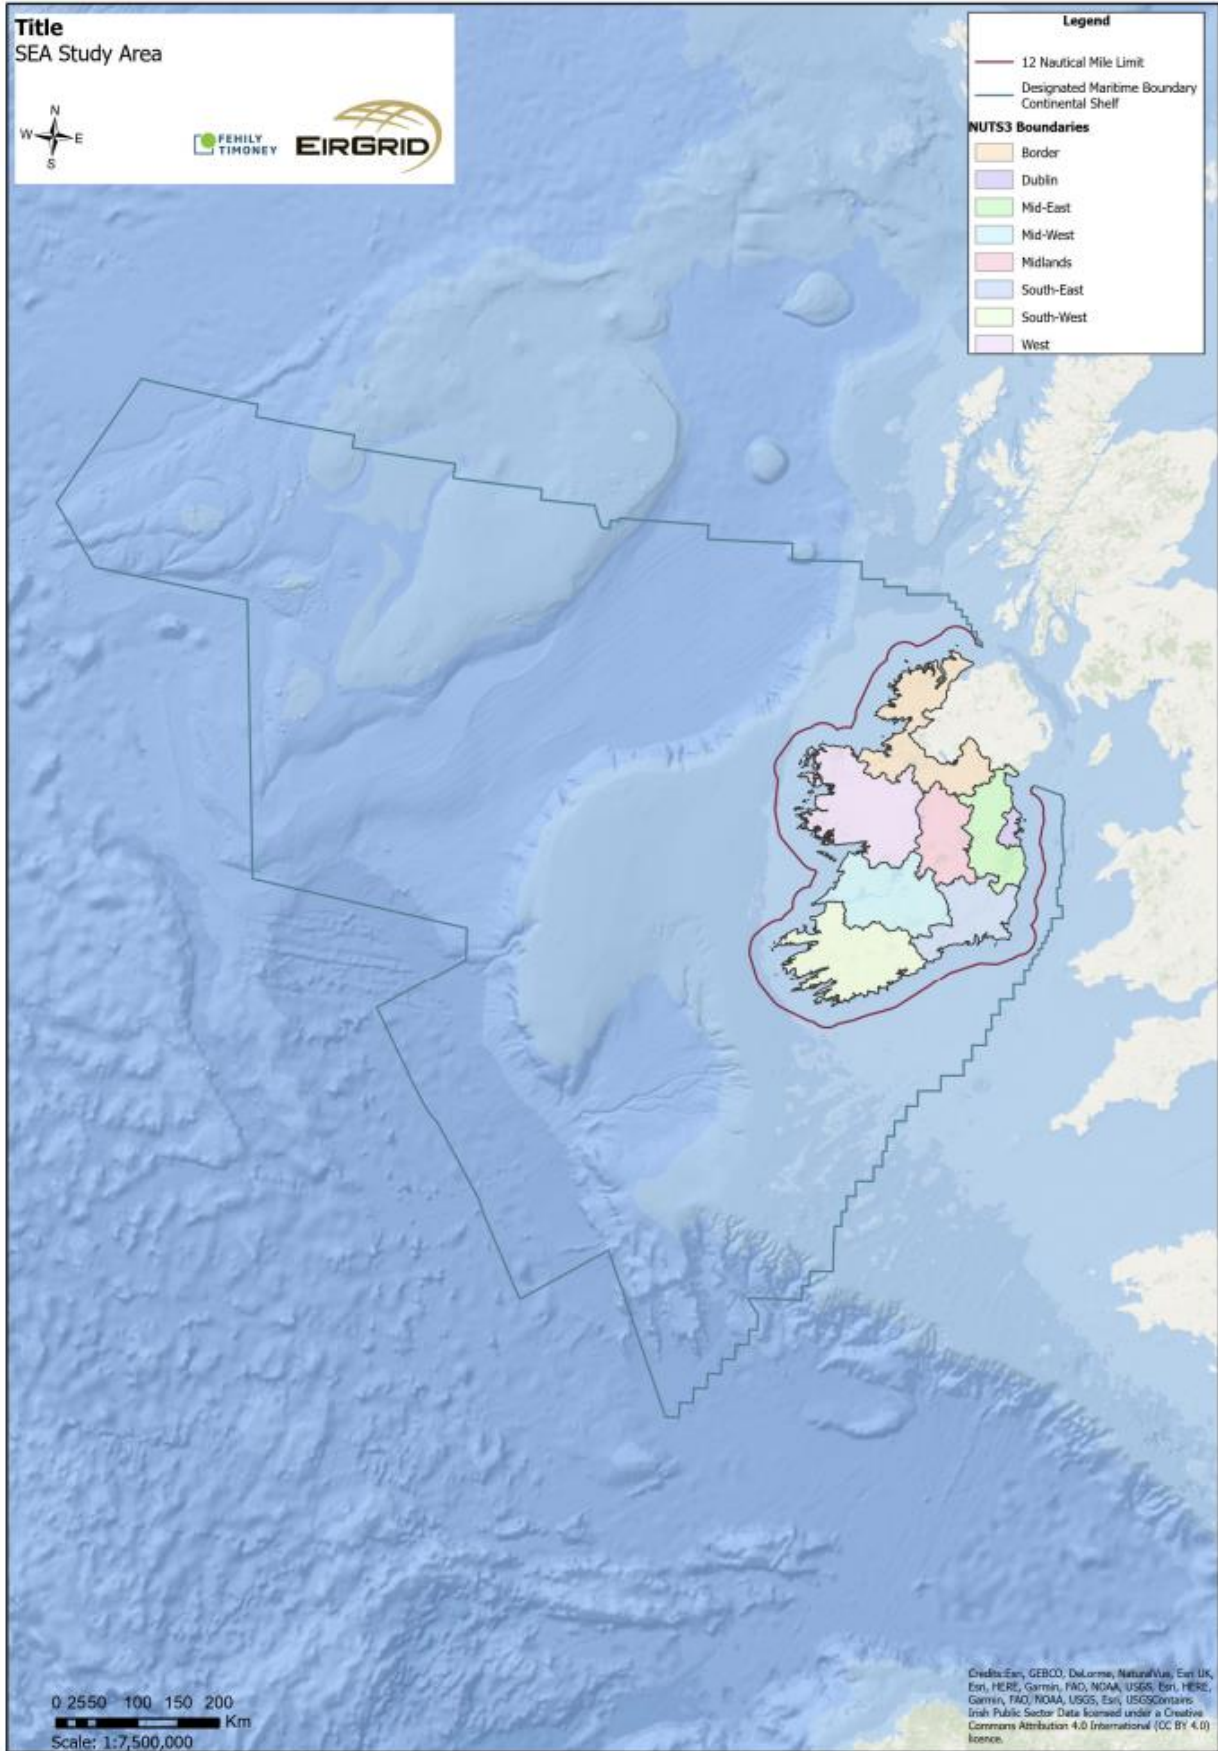 Title
SEA Study Area
N
W E
S
FEHILY
TIMONEY
EIRGRID
Legend
12 Nautical Mile Limit
Designated Maritime Boundary
Continental Shelf
NUTS3 Boundaries
Border
Dublin
Mid-East
Mid-West
Midlands
South-East
South-West
West
0 2550 100 150 200
Km
Scale: 1:7,500,000
Credits:Esri, GEBCO, DeLorme, NaturalVue, Esri UK,
Esri, HERE, Garmin, FAO, NOAA, USGS, Esri, HERE,
Garmin, FAO, NOAA, USGS, Esri, USGSContains
Irish Public Sector Data licensed under a Creative
Commons Attribution 4.0 International (CC BY 4.0)
licence.